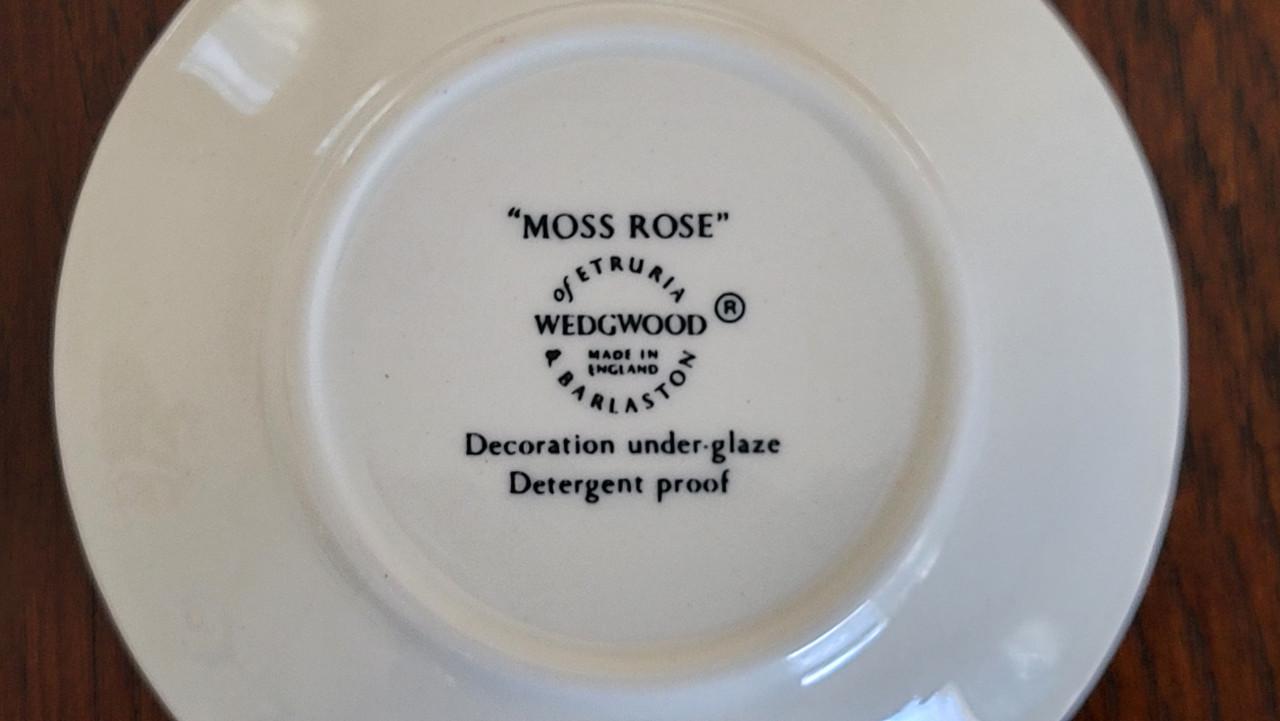 “MOSS ROSE”
of ETRURIA
WEDGWOOD ®
MADE IN
ENGLAND
& BARLASTON
Decoration under-glaze
Detergent proof